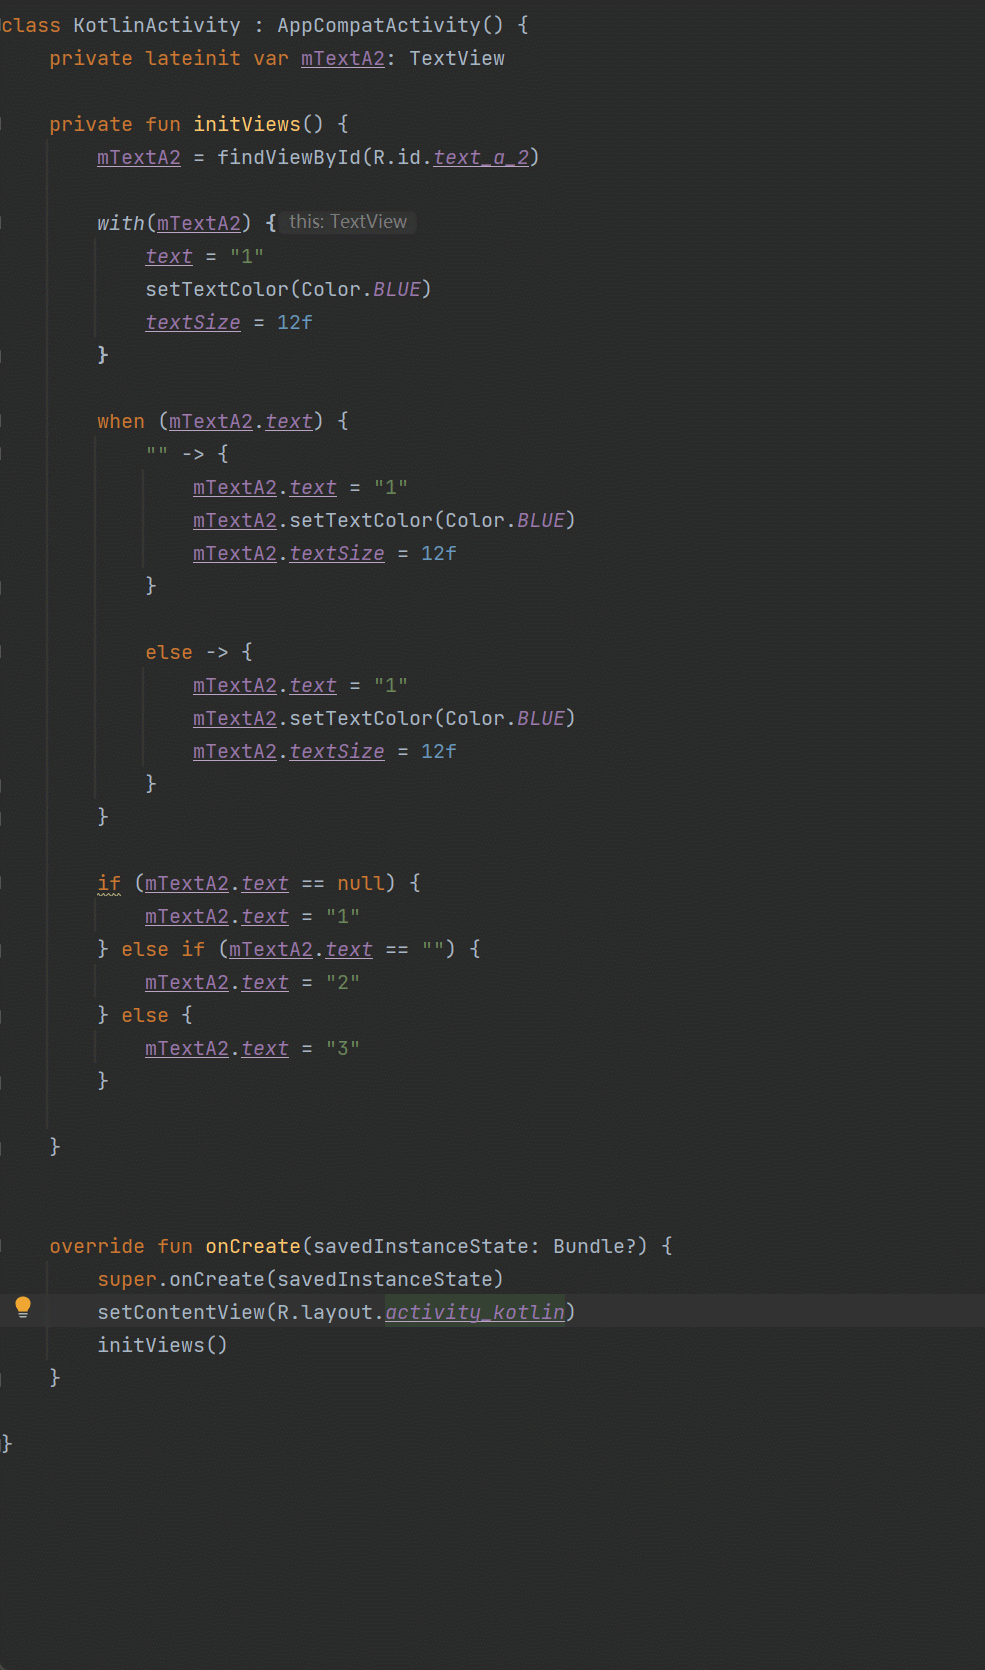 class KotlinActivity : AppCompatActivity() {
    private lateinit var mTextA2: TextView

    private fun initViews() {
        mTextA2 = findViewById(R.id.text_a_2)

        with(mTextA2) { this: TextView
            text = "1"
            setTextColor(Color.BLUE)
            textSize = 12f
        }

        when (mTextA2.text) {
            "" -> {
                mTextA2.text = "1"
                mTextA2.setTextColor(Color.BLUE)
                mTextA2.textSize = 12f
            }

            else -> {
                mTextA2.text = "1"
                mTextA2.setTextColor(Color.BLUE)
                mTextA2.textSize = 12f
            }
        }

        if (mTextA2.text == null) {
            mTextA2.text = "1"
        } else if (mTextA2.text == "") {
            mTextA2.text = "2"
        } else {
            mTextA2.text = "3"
        }

    }


    override fun onCreate(savedInstanceState: Bundle?) {
        super.onCreate(savedInstanceState)
        setContentView(R.layout.activity_kotlin)
        initViews()
    }

}